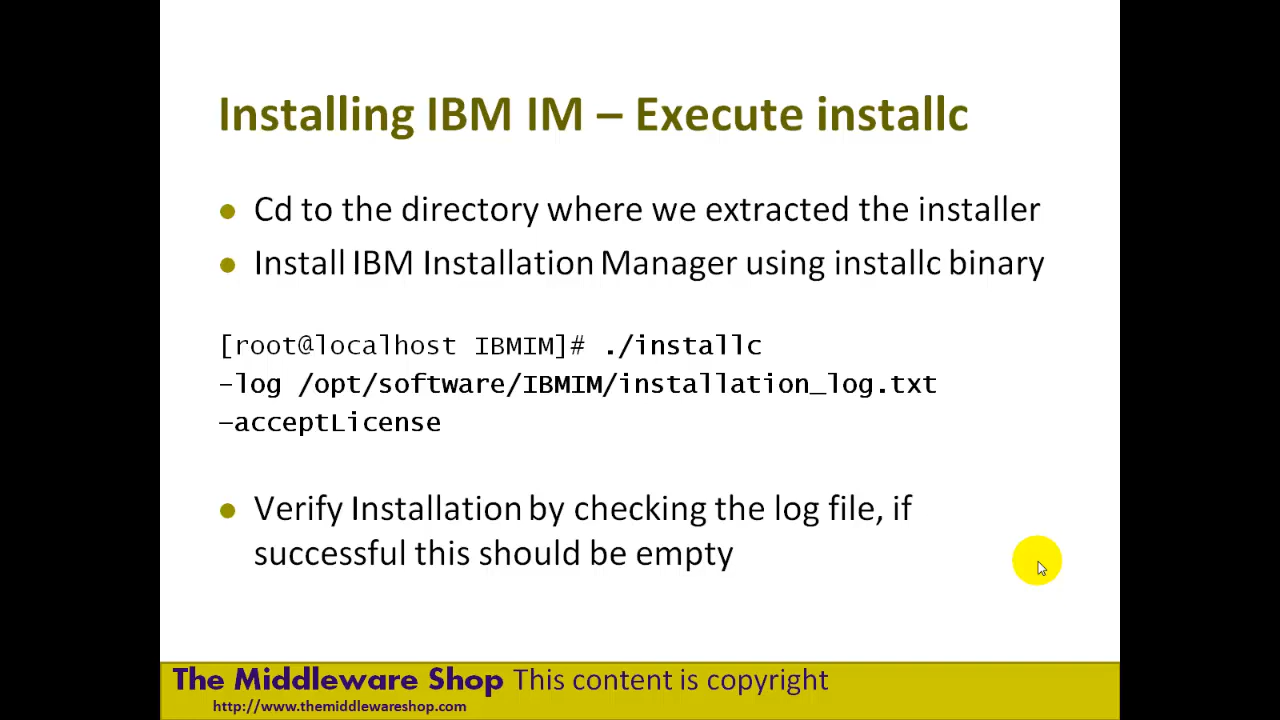 Installing IBM IM – Execute installc
Cd to the directory where we extracted the installer
Install IBM Installation Manager using installc binary
[root@localhost IBMIM]# ./installc
–log /opt/software/IBMIM/installation_log.txt
–acceptLicense
Verify Installation by checking the log file, if
successful this should be empty
The Middleware Shop This content is copyright
http://www.themiddlewareshop.com